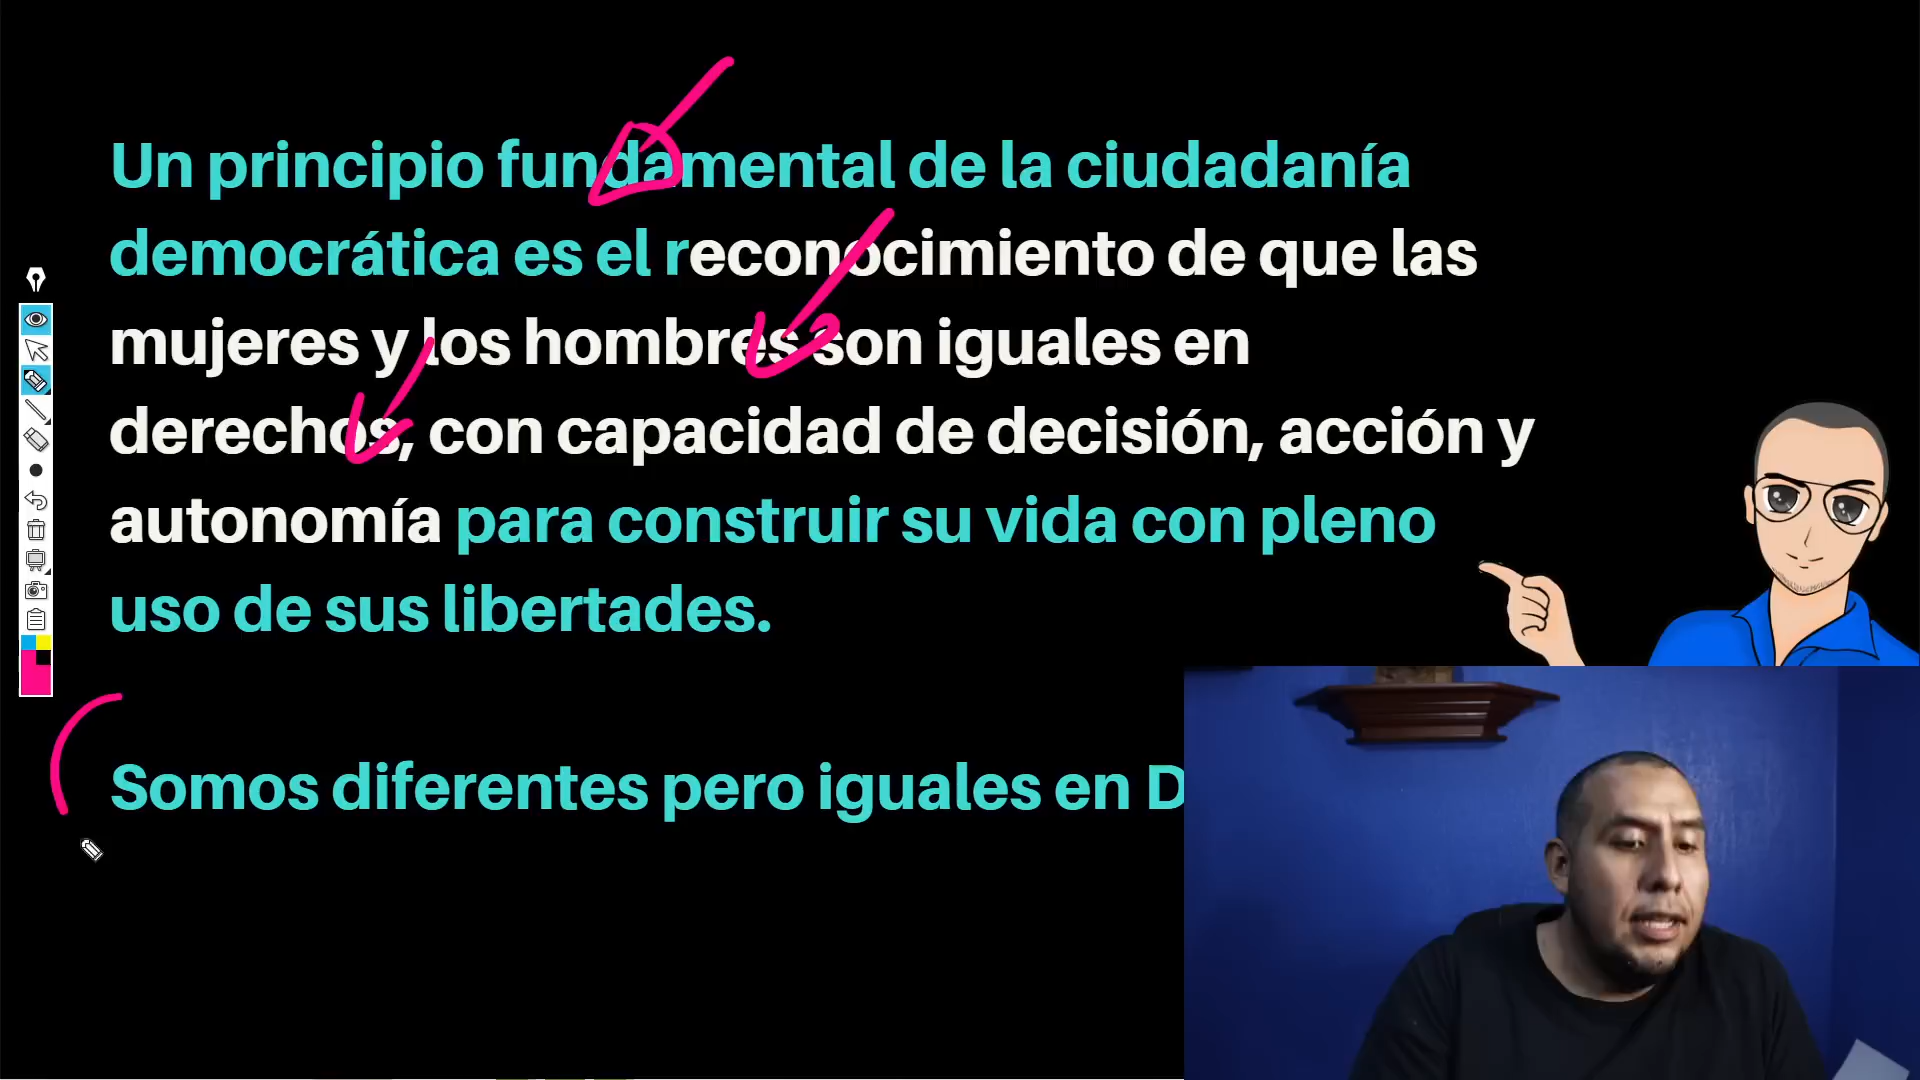 Un principio fundamental de la ciudadanía
democrática es el reconocimiento de que las
mujeres y los hombres son iguales en
derechos, con capacidad de decisión, acción y
autonomía para construir su vida con pleno
uso de sus libertades.
Somos diferentes pero iguales en D